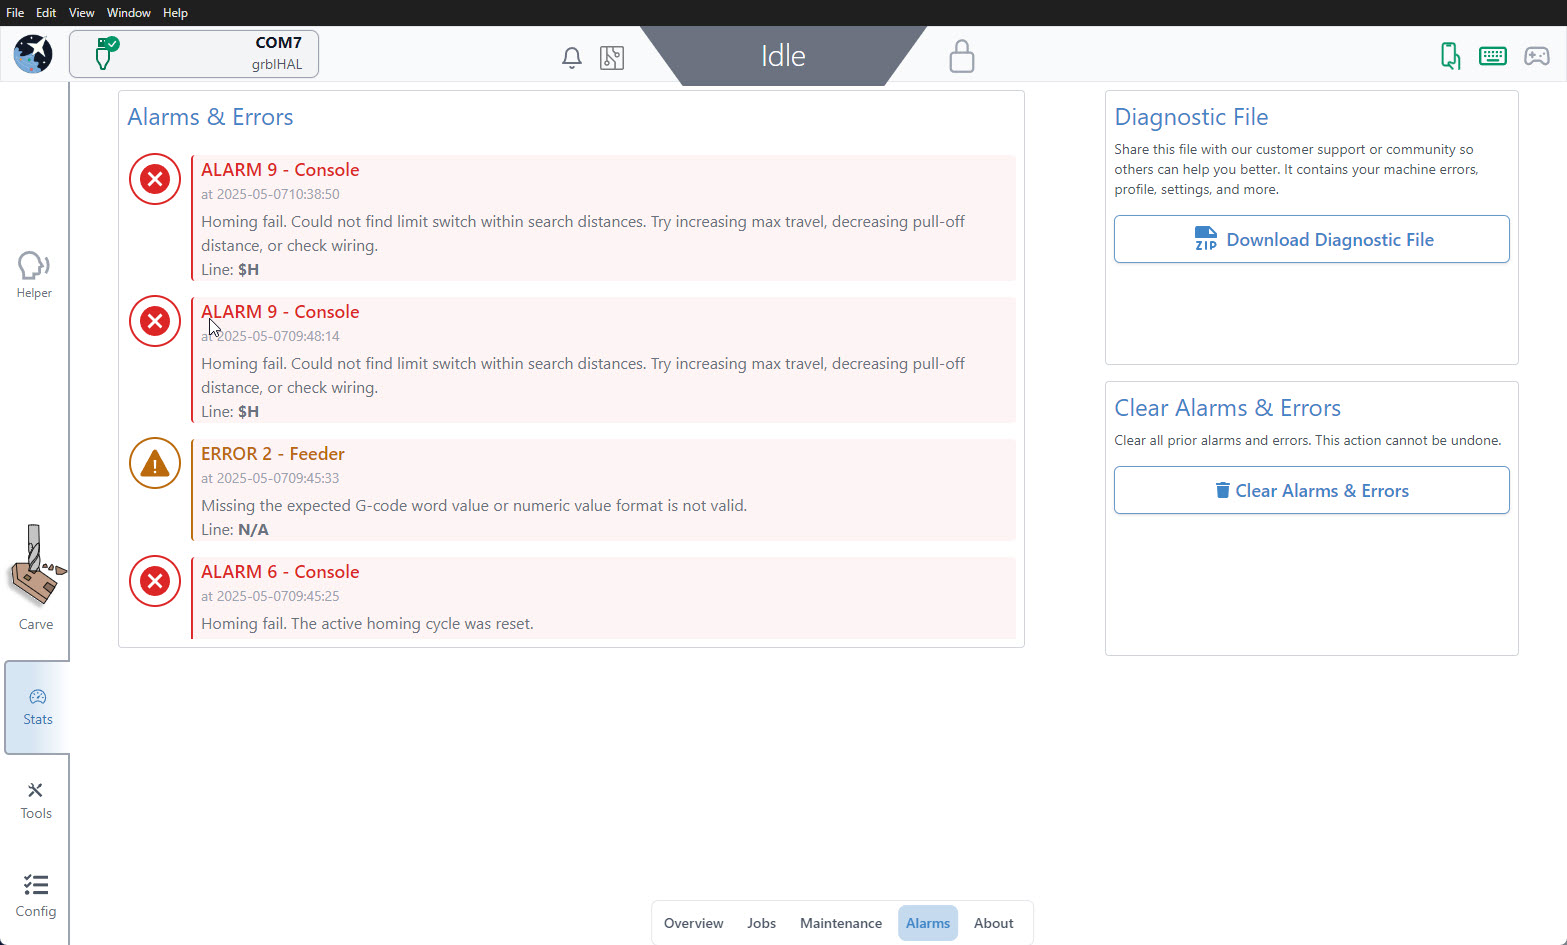 File Edit View Window Help
COM7
grblHAL
Idle
Alarms & Errors
ALARM 9 - Console
at 2025-05-0710:38:50
Homing fail. Could not find limit switch within search distances. Try increasing max travel, decreasing pull-off
distance, or check wiring.
Line: $H
ALARM 9 - Console
at 2025-05-0709:48:14
Homing fail. Could not find limit switch within search distances. Try increasing max travel, decreasing pull-off
distance, or check wiring.
Line: $H
ERROR 2 - Feeder
at 2025-05-0709:45:33
Missing the expected G-code word value or numeric value format is not valid.
Line: N/A
ALARM 6 - Console
at 2025-05-0709:45:25
Homing fail. The active homing cycle was reset.
Diagnostic File
Share this file with our customer support or community so
others can help you better. It contains your machine errors,
profile, settings, and more.
ZIP Download Diagnostic File
Clear Alarms & Errors
Clear all prior alarms and errors. This action cannot be undone.
Clear Alarms & Errors
Helper
Carve
Stats
Tools
Config
Overview Jobs Maintenance Alarms About